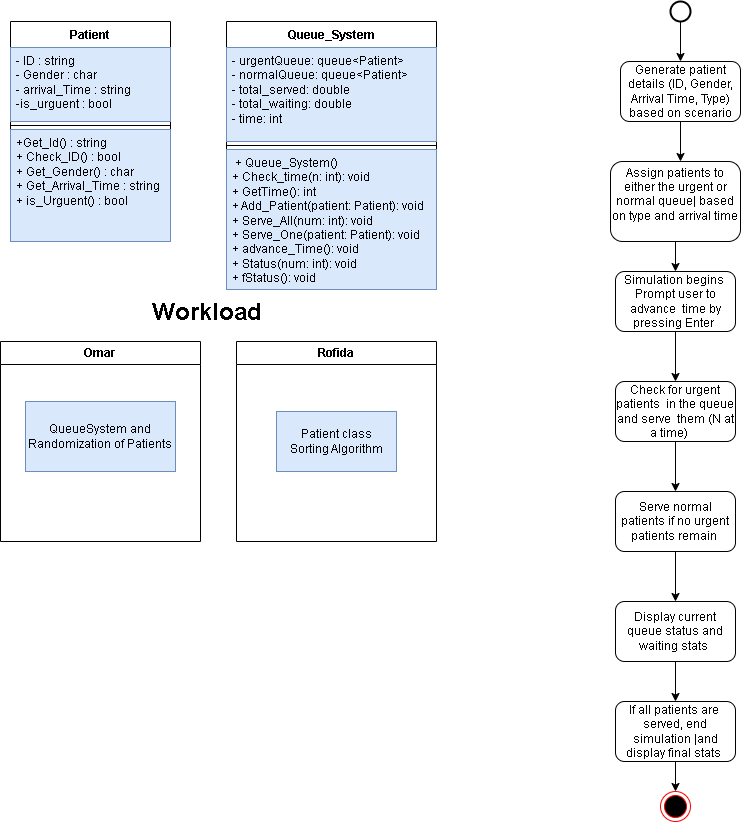 Patient
- ID : string
- Gender : char
- arrival_Time : string
-is_urguent : bool
+Get_Id() : string
+ Check_ID() : bool
+ Get_Gender() : char
+ Get_Arrival_Time : string
+ is_Urguent() : bool
Queue_System
- urgentQueue: queue<Patient>
- normalQueue: queue<Patient>
- total_served: double
- total_waiting: double
- time: int
+ Queue_System()
+ Check_time(n: int): void
+ GetTime(): int
+ Add_Patient(patient: Patient): void
+ Serve_All(num: int): void
+ Serve_One(patient: Patient): void
+ advance_Time(): void
+ Status(num: int): void
+ fStatus(): void
Workload
Omar
QueueSystem and
Randomization of Patients
Rofida
Patient class
Sorting Algorithm
Generate patient
details (ID, Gender,
Arrival Time, Type)
based on scenario
Assign patients to
either the urgent or
normal queue| based
on type and arrival time
Simulation begins
Prompt user to
advance time by
pressing Enter
Check for urgent
patients in the queue
and serve them (N at
a time)
Serve normal
patients if no urgent
patients remain
Display current
queue status and
waiting stats
If all patients are
served, end
simulation |and
display final stats